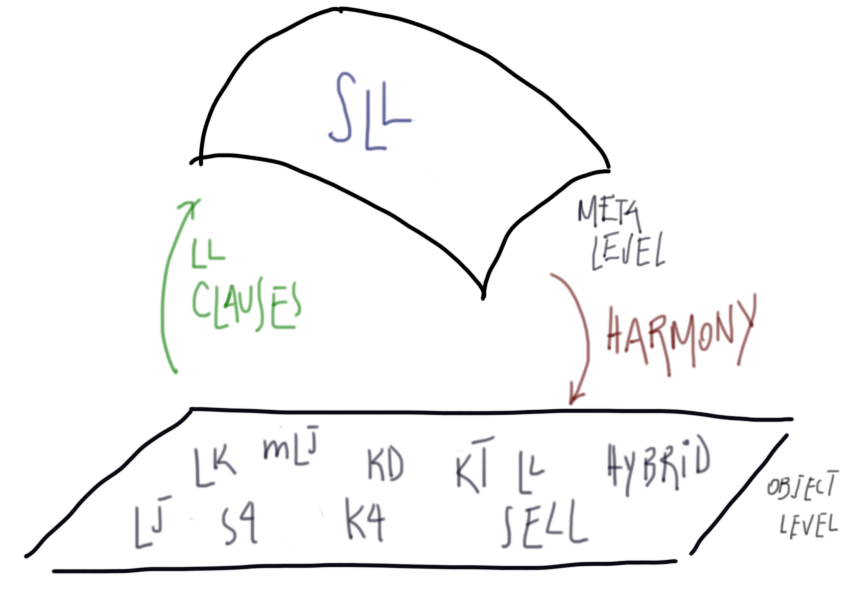 SLL
META
LEVEL
LL
CLAUSES
HARMONY
LK mLJ KD KT LL HYBRiD
LJ S4 K4 SELL
OBJECT
LEVEL